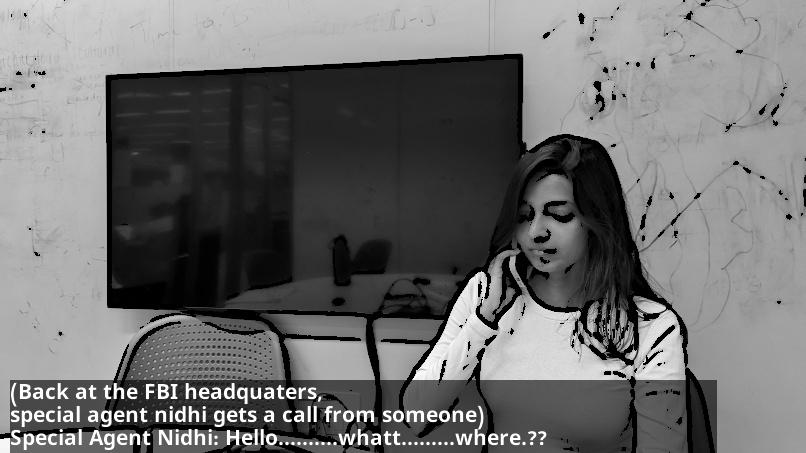 (Back at the FBI headquaters,
special agent nidhi gets a call from someone)
Special Agent Nidhi: Hello..........whatt.........where.??